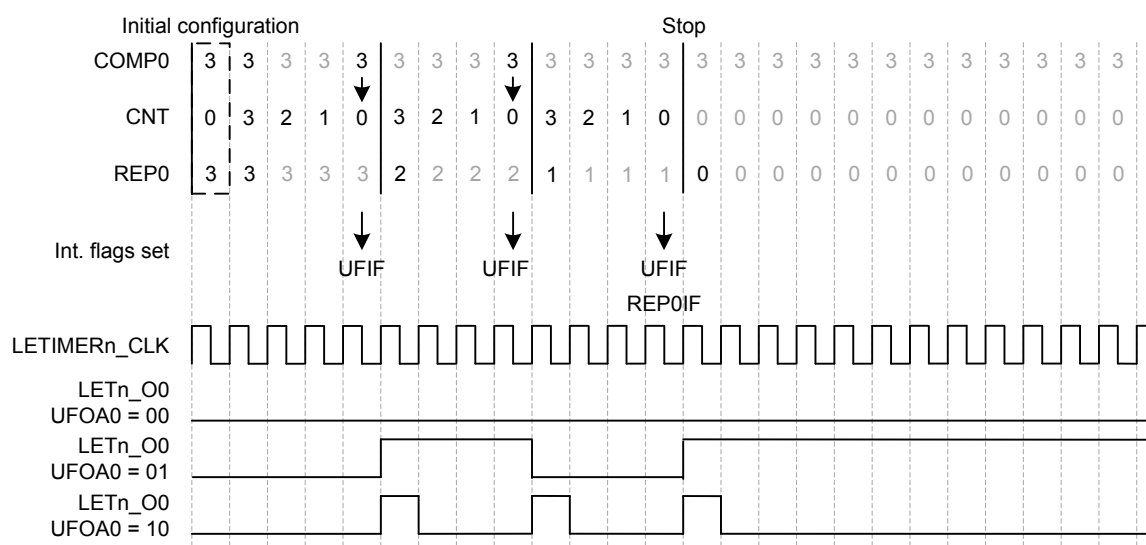 Initial configuration Stop
COMP0 3 3 3 3 3 3 3 3 3 3 3 3 3 3 3 3 3 3 3 3 3 3 3 3 3
CNT 0 3 2 1 0 3 2 1 0 3 2 1 0 0 0 0 0 0 0 0 0 0 0 0 0
REP0 3 3 3 3 3 2 2 2 2 1 1 1 1 0 0 0 0 0 0 0 0 0 0 0 0
Int. flags set
UFIF UFIF UFIF
REP0IF
LETIMERn_CLK
LETn_O0
UFOA0 = 00
LETn_O0
UFOA0 = 01
LETn_O0
UFOA0 = 10